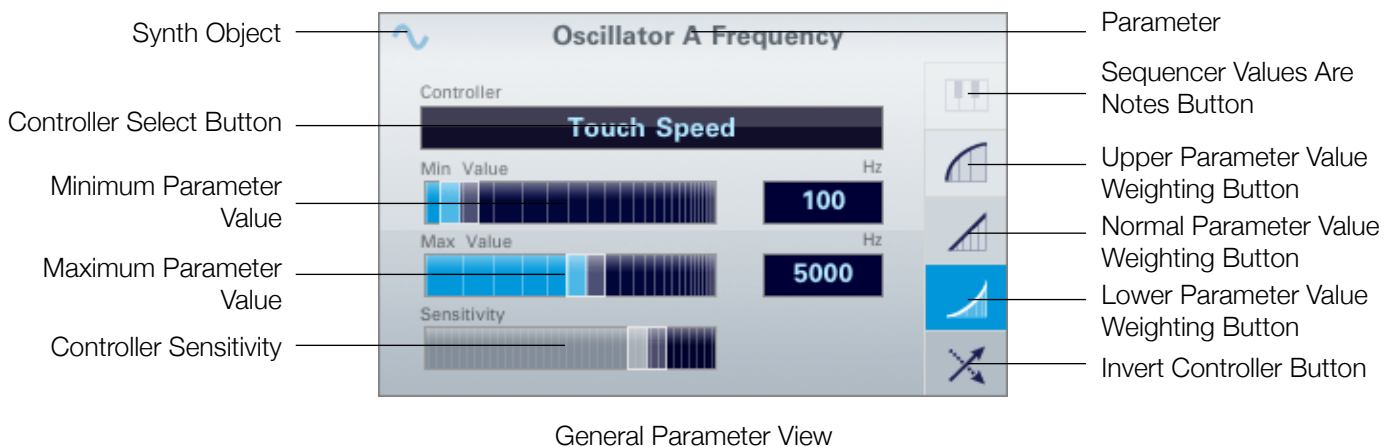 Synth Object
Controller Select Button
Minimum Parameter
Value
Maximum Parameter
Value
Controller Sensitivity
Oscillator A Frequency
Controller
Touch Speed
Min Value
Hz
100
Max Value
Hz
5000
Sensitivity
Parameter
Sequencer Values Are
Notes Button
Upper Parameter Value
Weighting Button
Normal Parameter Value
Weighting Button
Lower Parameter Value
Weighting Button
Invert Controller Button
General Parameter View